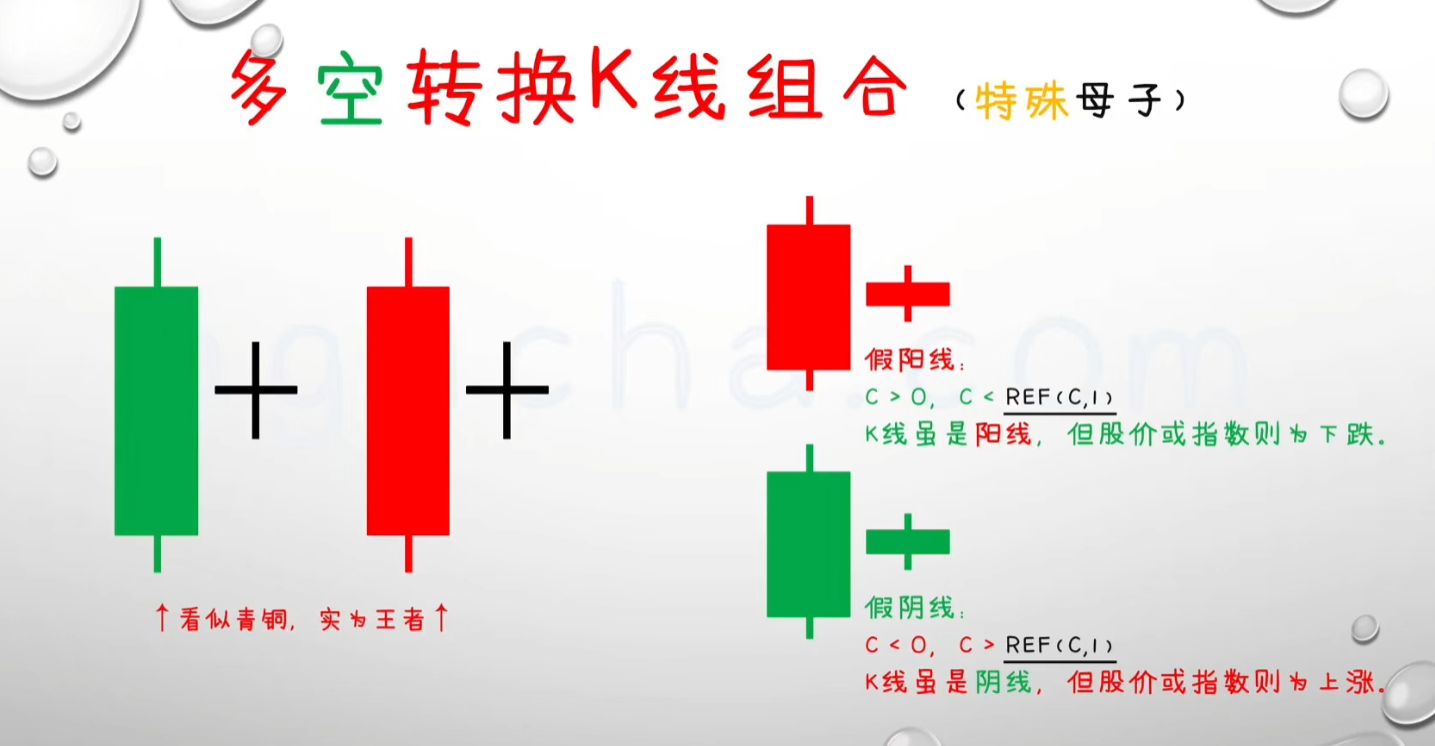 多空转换K线组合（特殊母子）
假阳线：
C > O, C < REF(C,1)
K线虽是阳线，但股价或指数则为下跌。
↑看似青铜，实为王者↑
假阴线：
C < O, C > REF(C,1)
K线虽是阴线，但股价或指数则为上涨。